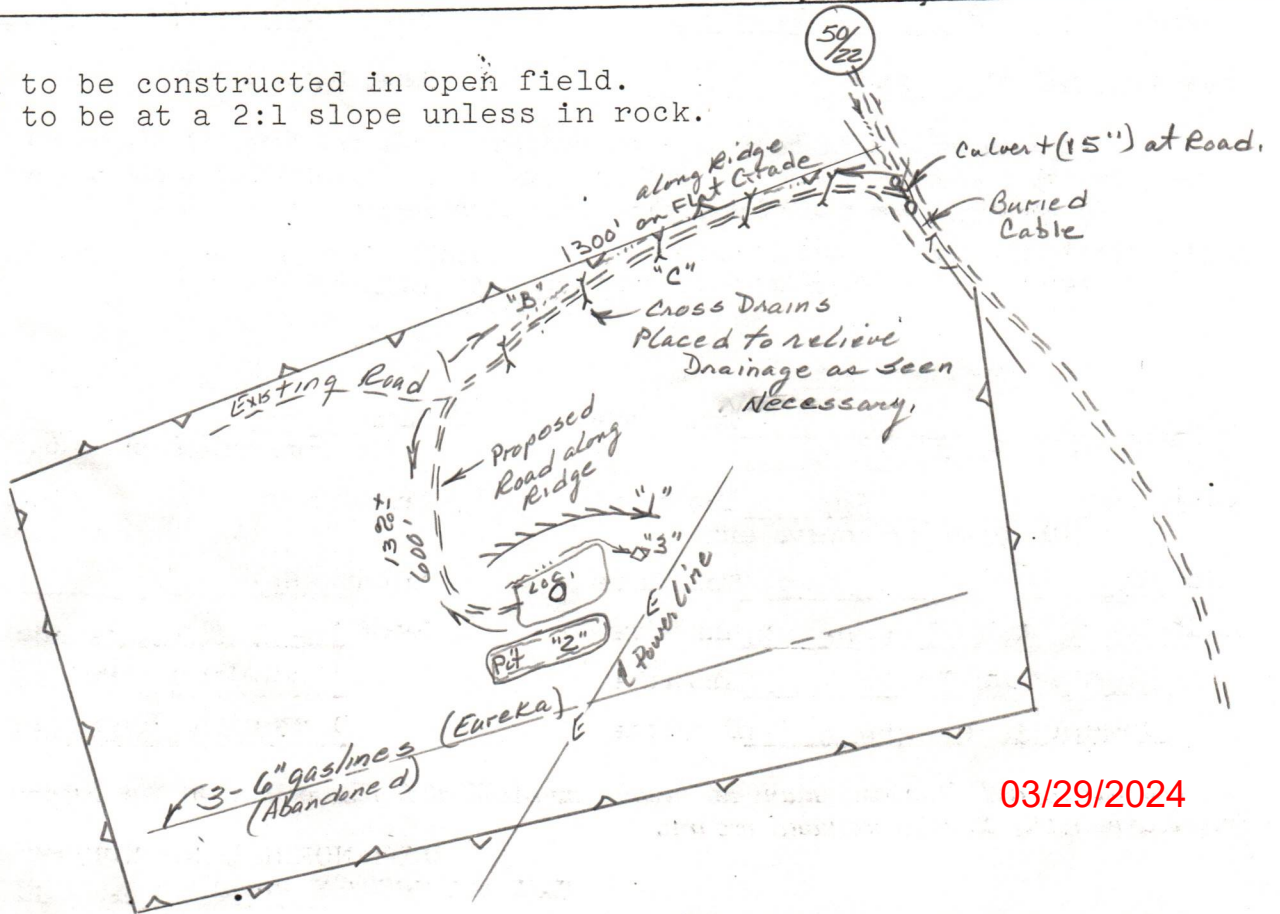 50/22
to be constructed in open field.
to be at a 2:1 slope unless in rock.
Culvert (15") at Road.
Buried
Cable
along Ridge
1300' on Flat Grade
"B"
"C"
Cross Drains
Placed to relieve
Drainage as seen
Necessary.
Existing Road
Proposed
Road along
Ridge
13%±
600'
"1"
"3"
Loc
Pit "2"
E
Power Line
E
(Eureka)
3-6" gaslines
(Abandoned)
03/29/2024